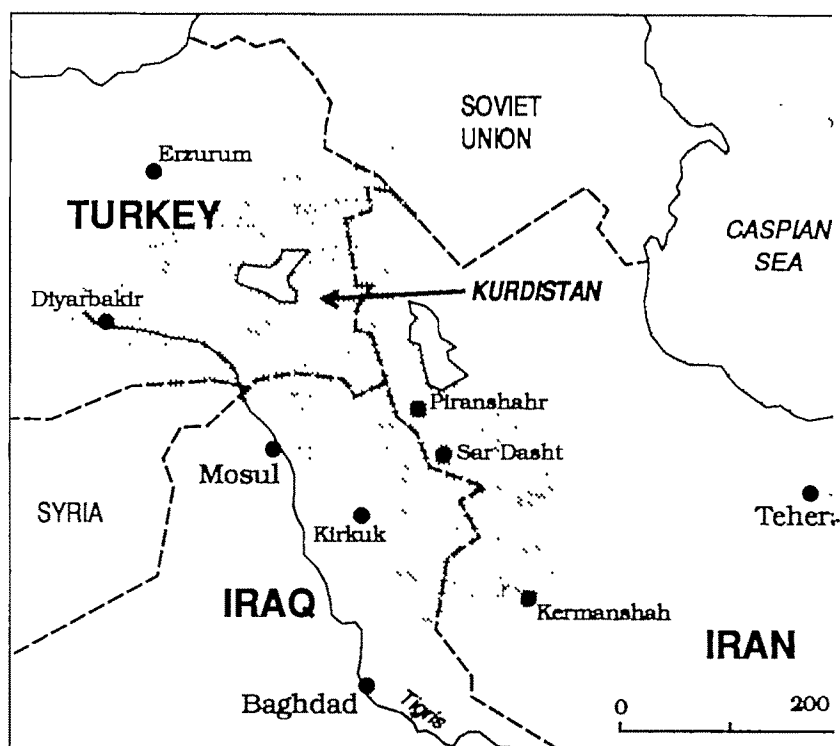 SOVIET
UNION
Erzurum
TURKEY
CASPIAN
SEA
KURDISTAN
Diyarbakir
Piranshahr
Sar Dasht
Mosul
SYRIA
Kirkuk
Teher
IRAQ
Kermanshah
IRAN
Baghdad
Tigris
0 200